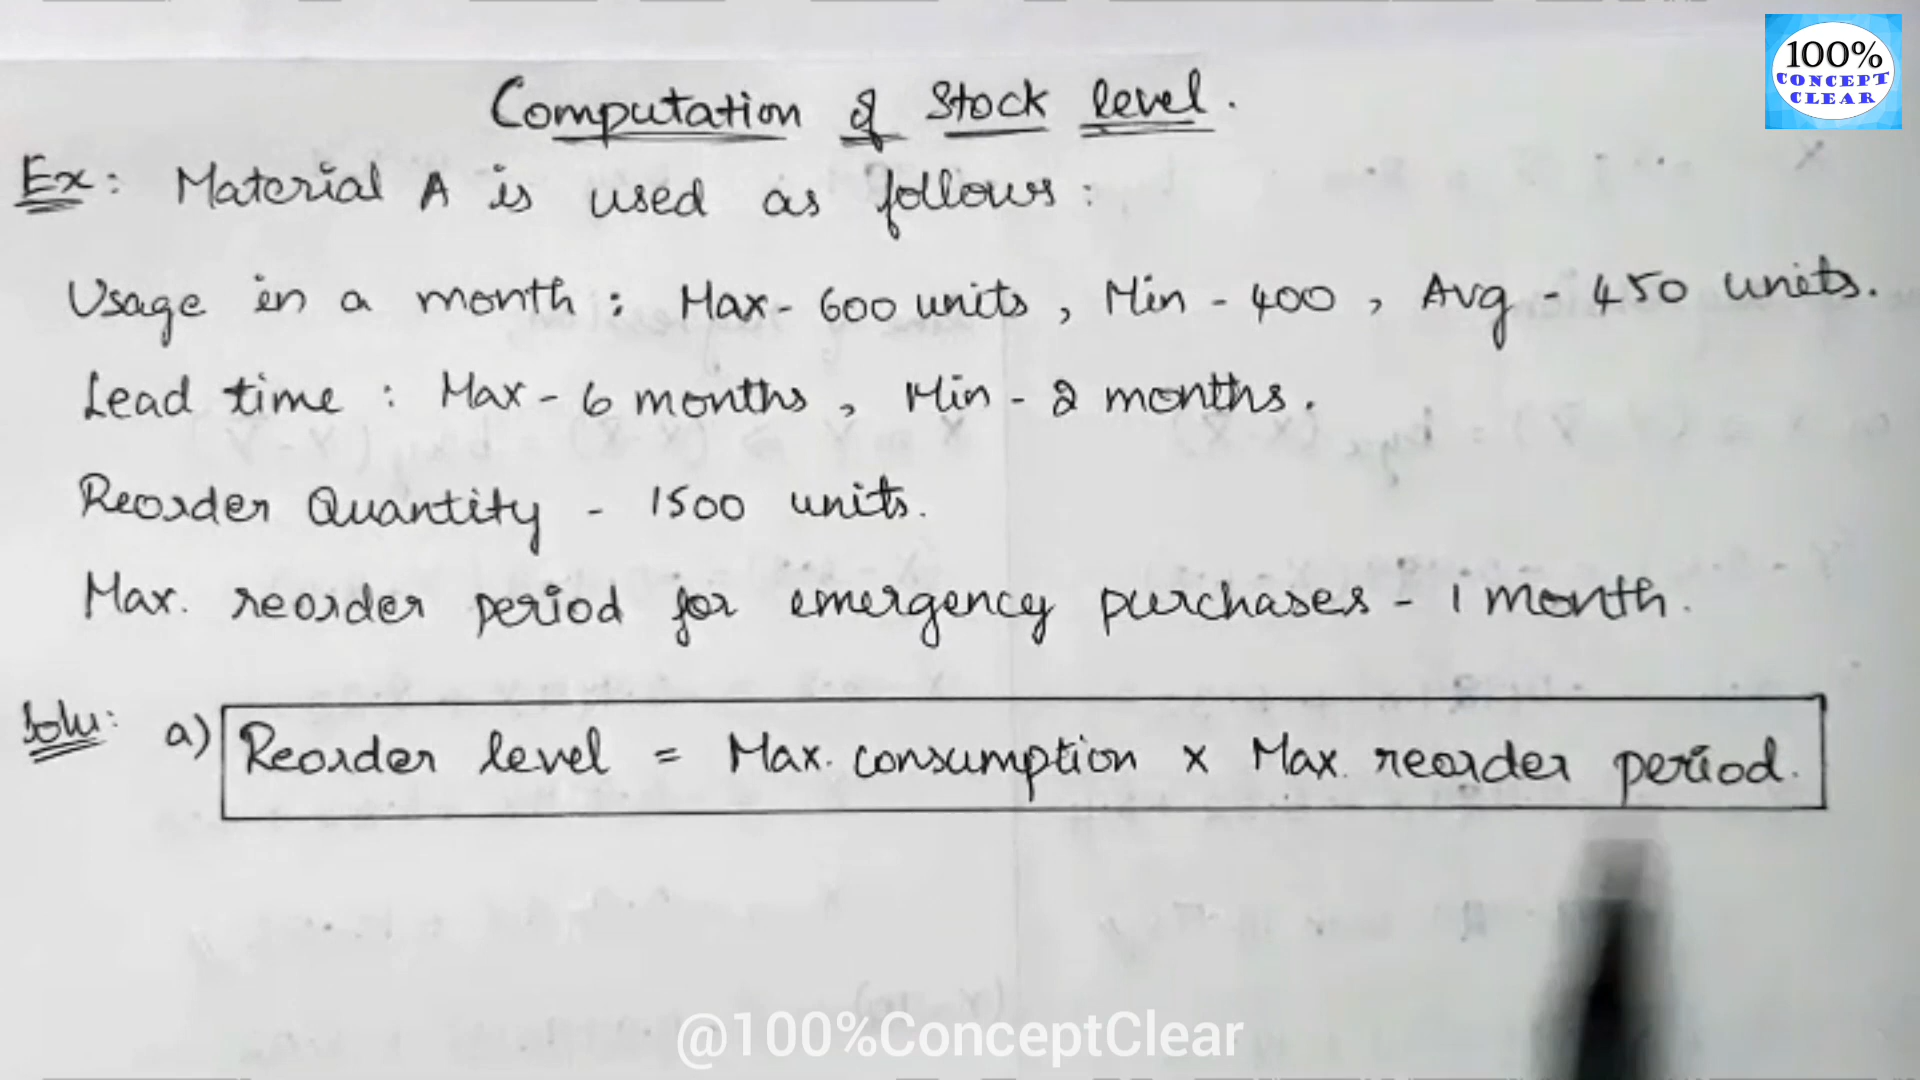 100%
CONCEPT
CLEAR
Computation of Stock level.
Ex: Material A is used as follows:
Usage in a month : Max - 600 units, Min - 400, Avg - 450 units.
Lead time : Max - 6 months, Min - 2 months.
Reorder Quantity - 1500 units.
Max. reorder period for emergency purchases - 1 month.
Solu: a) Reorder level = Max. consumption x Max. reorder period.
@100%ConceptClear